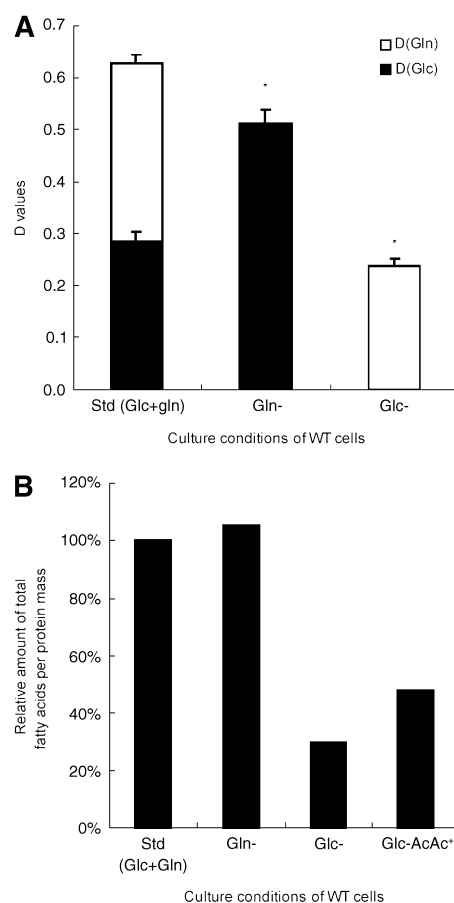 A
0.7
0.6
0.5
0.4
0.3
0.2
0.1
0.0
D values
D(Gln)
D(Glc)
*
*
Std (Glc+gln)
Gln-
Glc-
Culture conditions of WT cells
B
120%
100%
80%
60%
40%
20%
0%
Relative amount of total
fatty acids per protein mass
Std
(Glc+Gln)
Gln-
Glc-
Glc-AcAc+
Culture conditions of WT cells